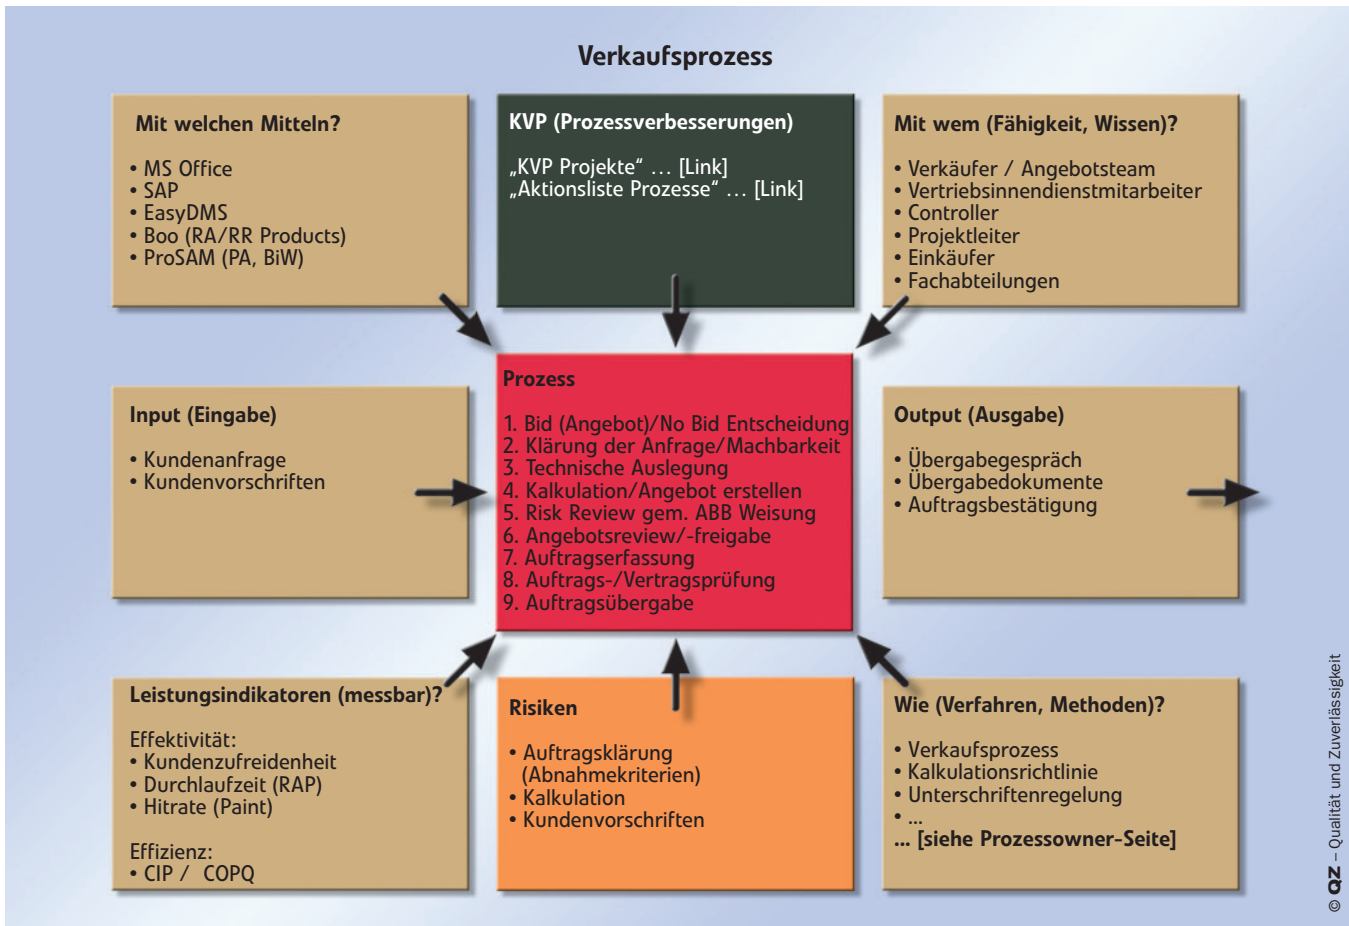 Verkaufsprozess
Mit welchen Mitteln?
• MS Office
• SAP
• EasyDMS
• Boo (RA/RR Products)
• ProSAM (PA, BiW)
KVP (Prozessverbesserungen)
„KVP Projekte“ ... [Link]
„Aktionsliste Prozesse“ ... [Link]
Mit wem (Fähigkeit, Wissen)?
• Verkäufer / Angebotsteam
• Vertriebsinnendienstmitarbeiter
• Controller
• Projektleiter
• Einkäufer
• Fachabteilungen
Input (Eingabe)
• Kundenanfrage
• Kundenvorschriften
Prozess
1. Bid (Angebot)/No Bid Entscheidung
2. Klärung der Anfrage/Machbarkeit
3. Technische Auslegung
4. Kalkulation/Angebot erstellen
5. Risk Review gem. ABB Weisung
6. Angebotsreview/-freigabe
7. Auftragserfassung
8. Auftrags-/Vertragsprüfung
9. Auftragsübergabe
Output (Ausgabe)
• Übergabegespräch
• Übergabedokumente
• Auftragsbestätigung
Leistungsindikatoren (messbar)?
Effektivität:
• Kundenzufreidenheit
• Durchlaufzeit (RAP)
• Hitrate (Paint)
Effizienz:
• CIP / COPQ
Risiken
• Auftragsklärung
(Abnahmekriterien)
• Kalkulation
• Kundenvorschriften
Wie (Verfahren, Methoden)?
• Verkaufsprozess
• Kalkulationsrichtlinie
• Unterschriftenregelung
• ...
... [siehe Prozessowner-Seite]
© QZ – Qualität und Zuverlässigkeit